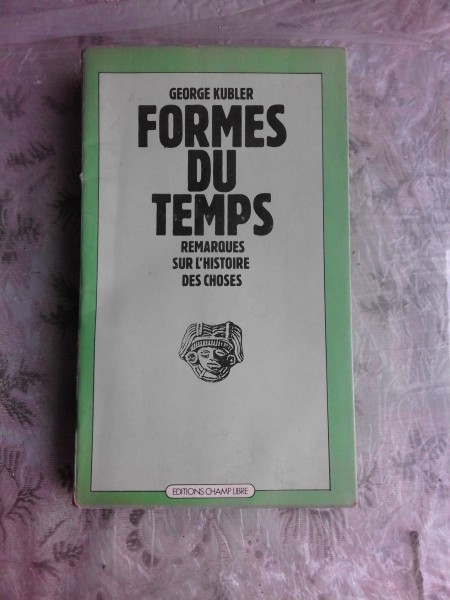 GEORGE KUBLER
FORMES
DU
TEMPS
REMARQUES
SUR L'HISTOIRE
DES CHOSES
EDITIONS CHAMP LIBRE